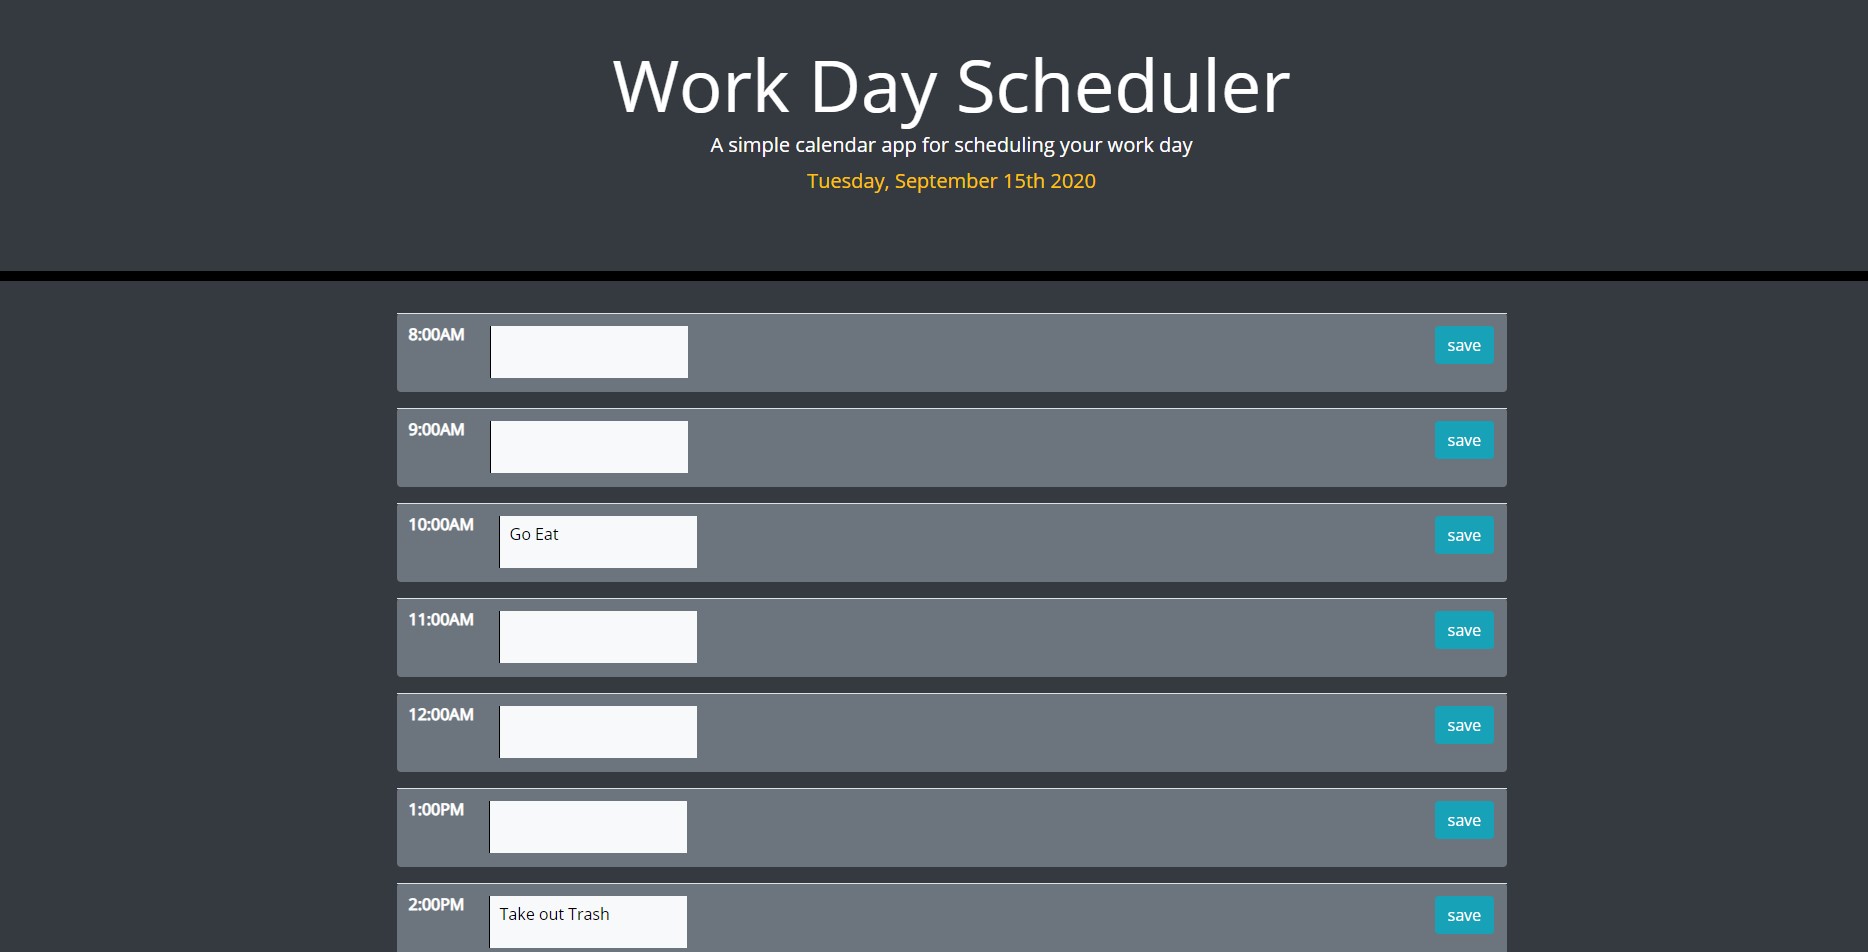 Work Day Scheduler
A simple calendar app for scheduling your work day
Tuesday, September 15th 2020
8:00AM save
9:00AM save
10:00AM Go Eat save
11:00AM save
12:00AM save
1:00PM save
2:00PM Take out Trash save